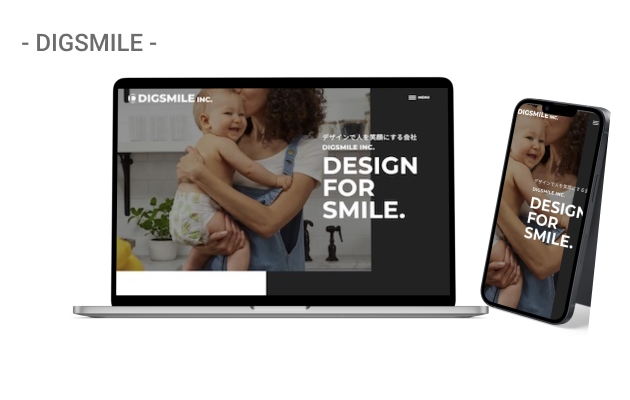 - DIGSMILE -
DIGSMILE INC.
MENU
デザインで人を笑顔にする会社
DIGSMILE INC.
DESIGN
FOR
SMILE.
DIGSMILE INC.
デザインで人を笑顔にする
DIGSMILE INC.
DESIGN
FOR
SMILE.